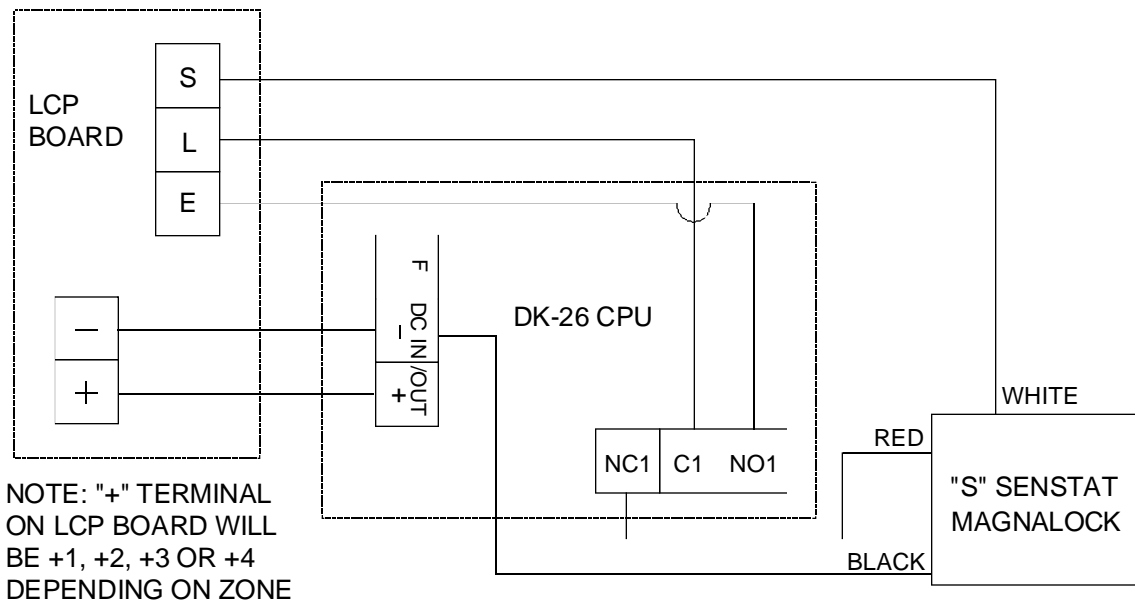 LCP
BOARD
S
L
E
−
+
F DC IN/OUT
−
+
DK-26 CPU
NC1 C1 NO1
WHITE
RED
"S" SENSTAT
MAGNALOCK
BLACK
NOTE: "+" TERMINAL
ON LCP BOARD WILL
BE +1, +2, +3 OR +4
DEPENDING ON ZONE